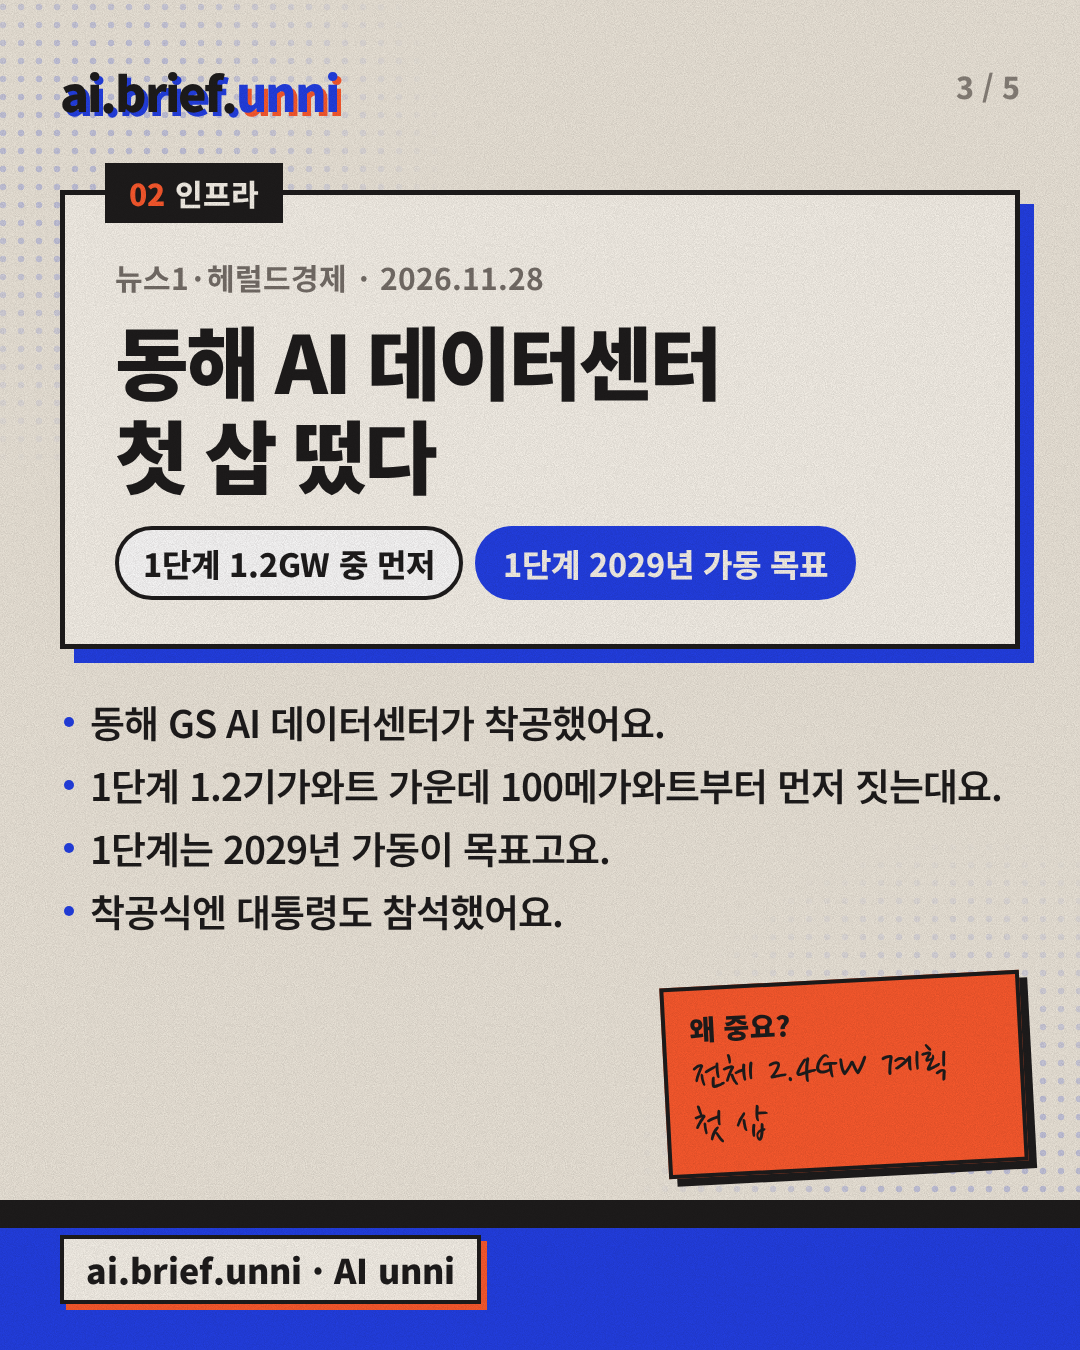 ai.brief.unni
3 / 5
02 인프라
뉴스1·헤럴드경제 · 2026.11.28
동해 AI 데이터센터
첫 삽 떴다
1단계 1.2GW 중 먼저
1단계 2029년 가동 목표
• 동해 GS AI 데이터센터가 착공했어요.
• 1단계 1.2기가와트 가운데 100메가와트부터 먼저 짓는대요.
• 1단계는 2029년 가동이 목표고요.
• 착공식엔 대통령도 참석했어요.
왜 중요?
전체 2.4GW 계획
첫 삽
ai.brief.unni · AI unni